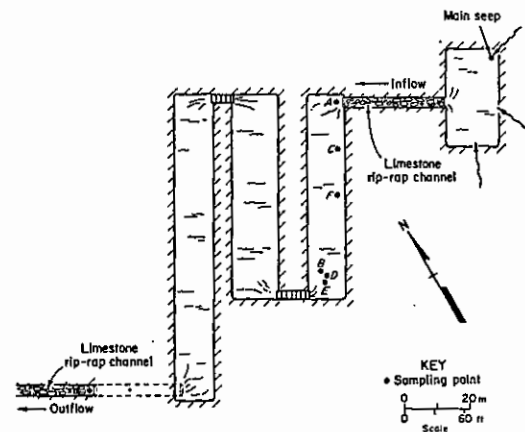 Main seep
Inflow
A
Limestone
rip-rap channel
C
F
N
B
D
E
Limestone
rip-rap channel
Outflow
KEY
Sampling point
0 20 m
0 60 ft
Scale